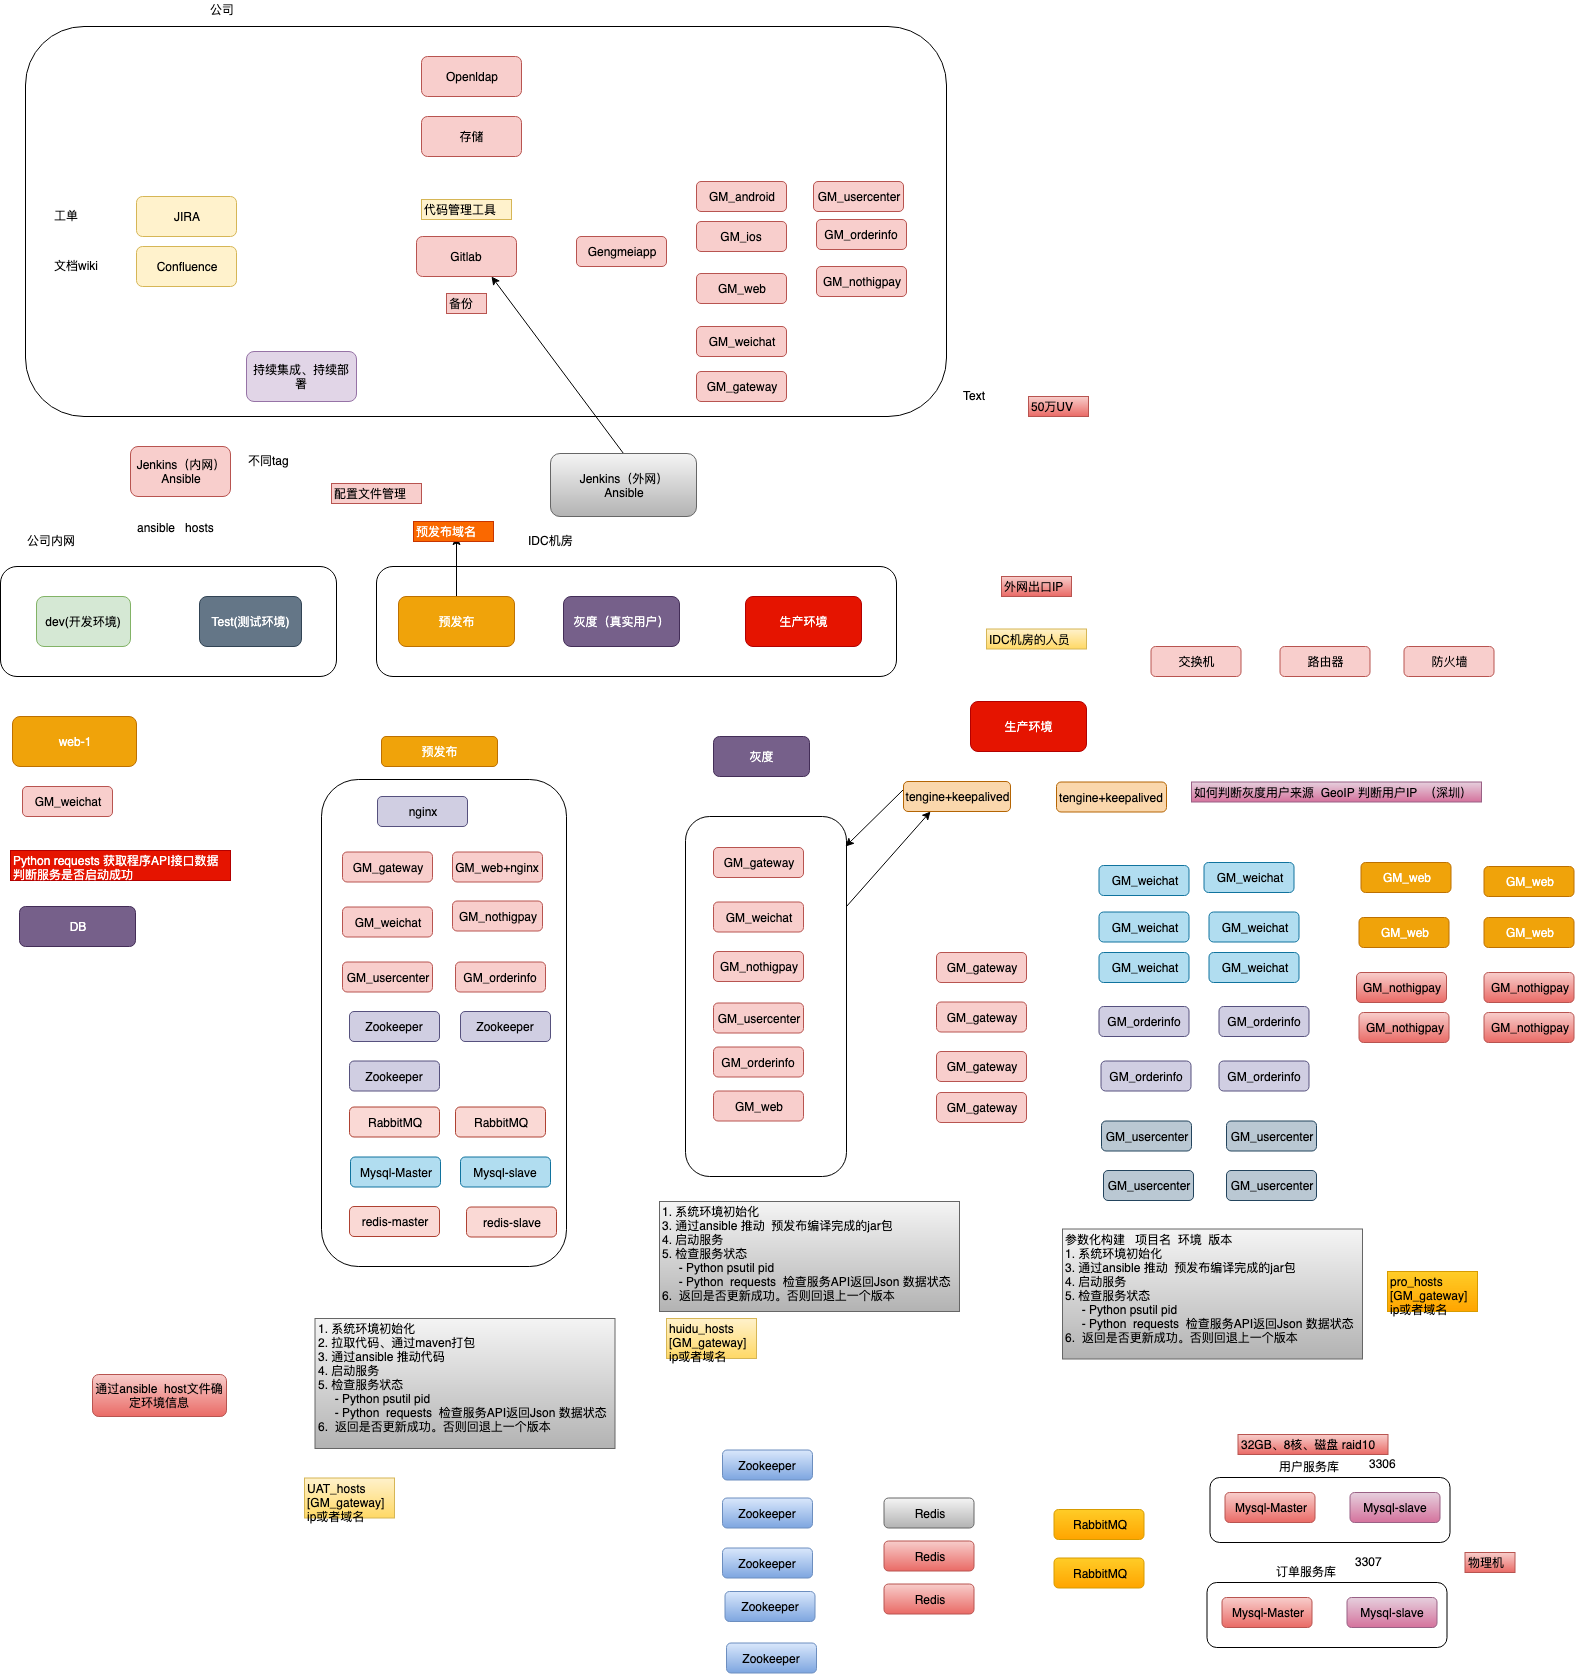 公司
Openldap
存储
工单
JIRA
代码管理工具
GM_android
GM_usercenter
文档wiki
Confluence
Gitlab
Gengmeiapp
GM_ios
GM_orderinfo
备份
GM_web
GM_nothigpay
GM_weichat
持续集成、持续部
署
GM_gateway
Text
50万UV
Jenkins（内网）
Ansible
不同tag
配置文件管理
Jenkins（外网）
Ansible
ansible hosts
预发布域名
公司内网
IDC机房
dev(开发环境)
Test(测试环境)
预发布
灰度（真实用户）
生产环境
外网出口IP
IDC机房的人员
交换机
路由器
防火墙
web-1
预发布
灰度
生产环境
GM_weichat
nginx
tengine+keepalived
tengine+keepalived
如何判断灰度用户来源 GeoIP 判断用户IP （深圳）
Python requests 获取程序API接口数据
判断服务是否启动成功
DB
GM_gateway
GM_web+nginx
GM_weichat
GM_nothigpay
GM_usercenter
GM_orderinfo
Zookeeper
Zookeeper
Zookeeper
RabbitMQ
RabbitMQ
Mysql-Master
Mysql-slave
redis-master
redis-slave
GM_gateway
GM_weichat
GM_nothigpay
GM_usercenter
GM_orderinfo
GM_web
GM_gateway
GM_gateway
GM_gateway
GM_gateway
GM_weichat
GM_weichat
GM_weichat
GM_weichat
GM_weichat
GM_weichat
GM_orderinfo
GM_orderinfo
GM_orderinfo
GM_orderinfo
GM_usercenter
GM_usercenter
GM_usercenter
GM_usercenter
GM_web
GM_web
GM_web
GM_web
GM_nothigpay
GM_nothigpay
GM_nothigpay
GM_nothigpay
1. 系统环境初始化
3. 通过ansible 推动 预发布编译完成的jar包
4. 启动服务
5. 检查服务状态
- Python psutil pid
- Python requests 检查服务API返回Json 数据状态
6. 返回是否更新成功。否则回退上一个版本
huidu_hosts
[GM_gateway]
ip或者域名
参数化构建 项目名 环境 版本
1. 系统环境初始化
3. 通过ansible 推动 预发布编译完成的jar包
4. 启动服务
5. 检查服务状态
- Python psutil pid
- Python requests 检查服务API返回Json 数据状态
6. 返回是否更新成功。否则回退上一个版本
pro_hosts
[GM_gateway]
ip或者域名
1. 系统环境初始化
2. 拉取代码、通过maven打包
3. 通过ansible 推动代码
4. 启动服务
5. 检查服务状态
- Python psutil pid
- Python requests 检查服务API返回Json 数据状态
6. 返回是否更新成功。否则回退上一个版本
通过ansible host文件确
定环境信息
UAT_hosts
[GM_gateway]
ip或者域名
Zookeeper
Zookeeper
Zookeeper
Zookeeper
Zookeeper
Redis
Redis
Redis
RabbitMQ
RabbitMQ
32GB、8核、磁盘 raid10
用户服务库
3306
Mysql-Master
Mysql-slave
订单服务库
3307
物理机
Mysql-Master
Mysql-slave